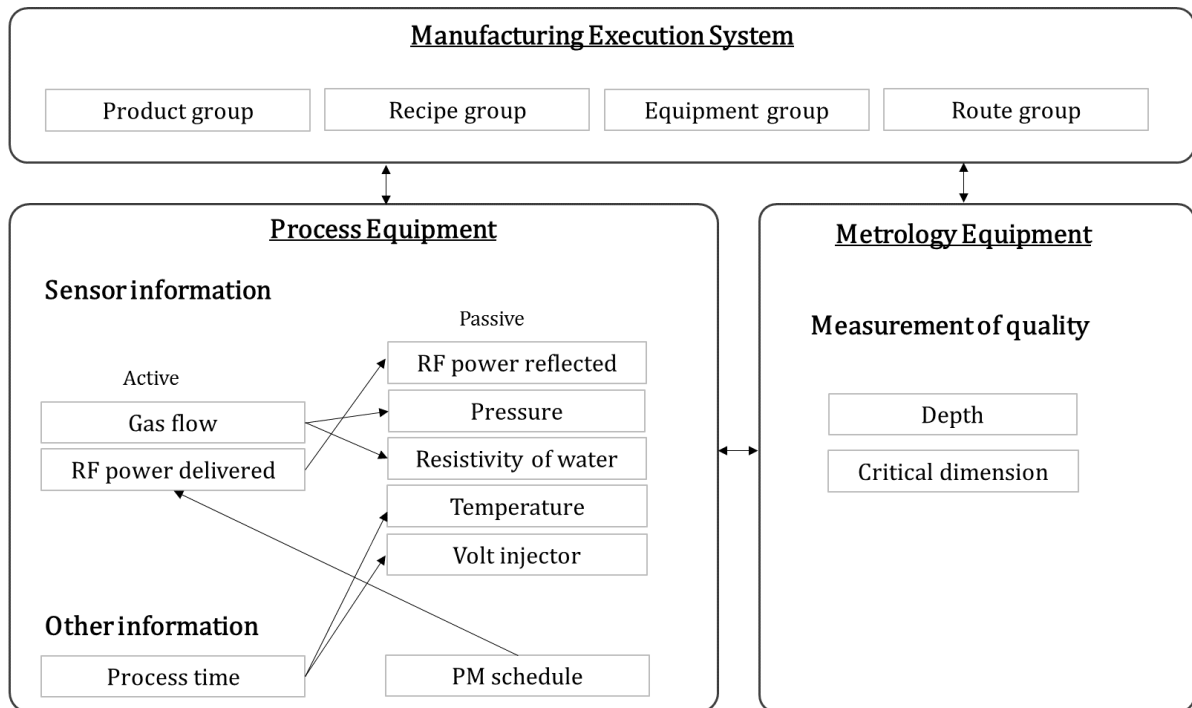 Manufacturing Execution System
Product group
Recipe group
Equipment group
Route group
Process Equipment
Sensor information
Passive
Active
RF power reflected
Gas flow
Pressure
RF power delivered
Resistivity of water
Temperature
Volt injector
Other information
Process time
PM schedule
Metrology Equipment
Measurement of quality
Depth
Critical dimension